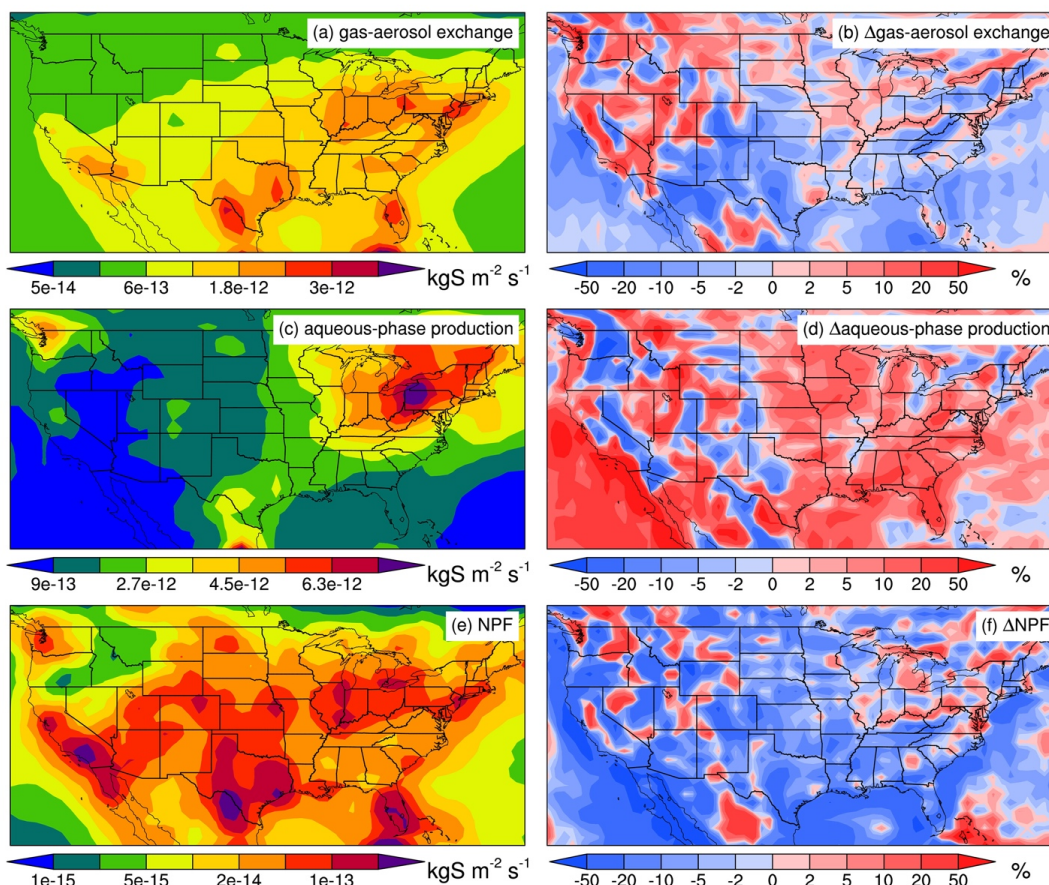 (a) gas-aerosol exchange
(b) Δgas-aerosol exchange
5e-14 6e-13 1.8e-12 3e-12 kgS m⁻² s⁻¹
-50 -20 -10 -5 -2 0 2 5 10 20 50 %
(c) aqueous-phase production
(d) Δaqueous-phase production
9e-13 2.7e-12 4.5e-12 6.3e-12 kgS m⁻² s⁻¹
-50 -20 -10 -5 -2 0 2 5 10 20 50 %
(e) NPF
(f) ΔNPF
1e-15 5e-15 2e-14 1e-13 kgS m⁻² s⁻¹
-50 -20 -10 -5 -2 0 2 5 10 20 50 %